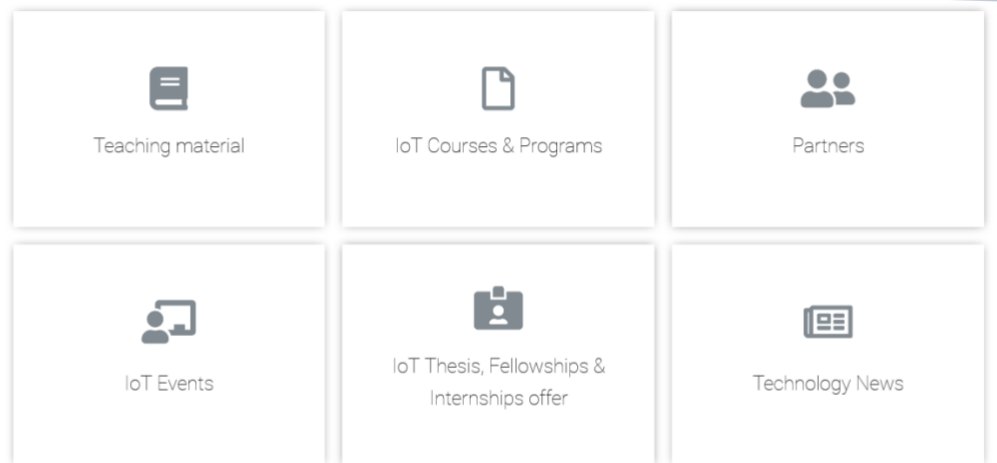 Teaching material
IoT Courses & Programs
Partners
IoT Events
IoT Thesis, Fellowships &
Internships offer
Technology News